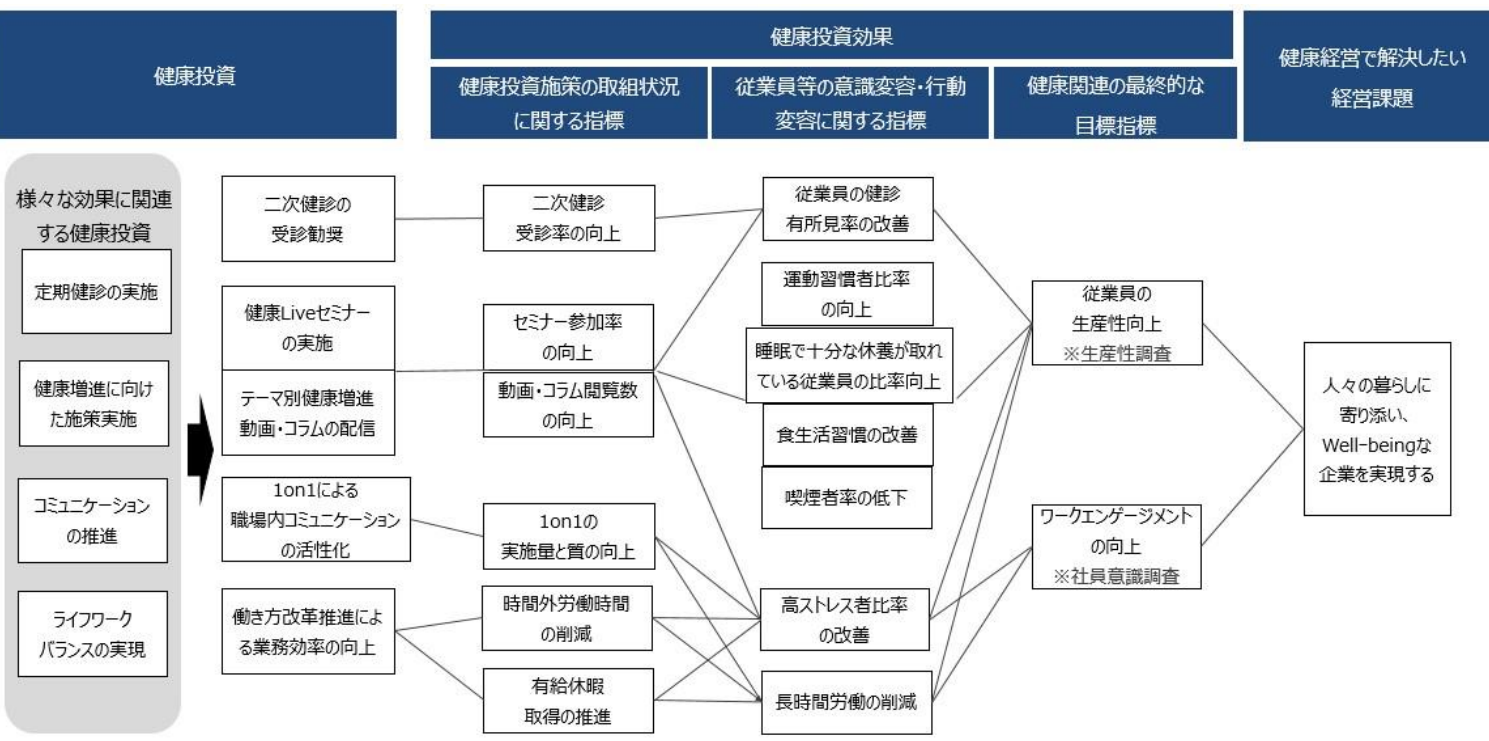 健康投資
健康投資効果
健康投資施策の取組状況
に関する指標
従業員等の意識変容・行動
変容に関する指標
健康関連の最終的な
目標指標
健康経営で解決したい
経営課題
様々な効果に関連
する健康投資
定期健診の実施
健康増進に向け
た施策実施
コミュニケーション
の推進
ライフワーク
バランスの実現
二次健診の
受診勧奨
健康Liveセミナー
の実施
テーマ別健康増進
動画・コラムの配信
1on1による
職場内コミュニケーション
の活性化
働き方改革推進によ
る業務効率の向上
二次健診
受診率の向上
セミナー参加率
の向上
動画・コラム閲覧数
の向上
1on1の
実施量と質の向上
時間外労働時間
の削減
有給休暇
取得の推進
従業員の健診
有所見率の改善
運動習慣者比率
の向上
睡眠で十分な休養が取れ
ている従業員の比率向上
食生活習慣の改善
喫煙者率の低下
高ストレス者比率
の改善
長時間労働の削減
従業員の
生産性向上
※生産性調査
ワークエンゲージメント
の向上
※社員意識調査
人々の暮らしに
寄り添い、
Well-beingな
企業を実現する